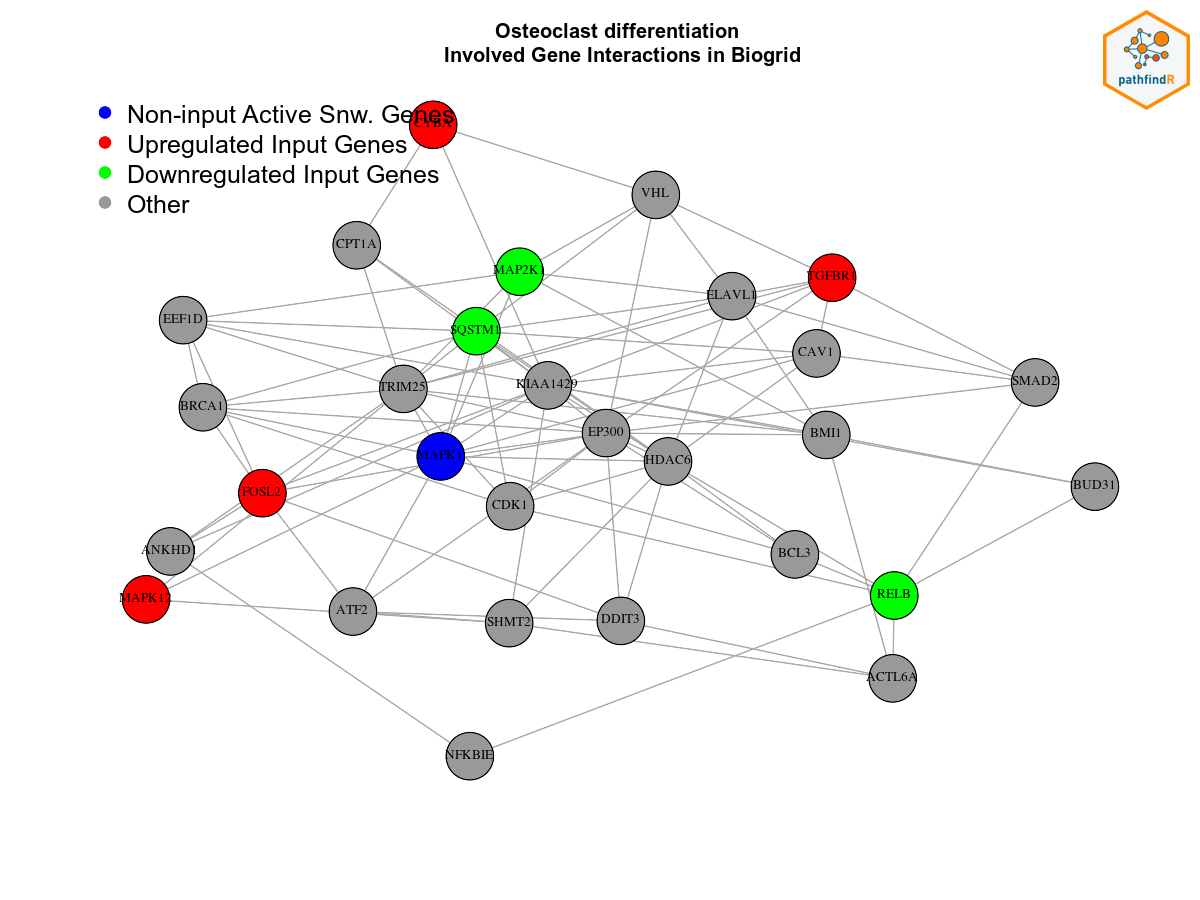 Osteoclast differentiation
Involved Gene Interactions in Biogrid
pathfindR
Non-input Active Snw. Genes
Upregulated Input Genes
Downregulated Input Genes
Other
CYBA
VHL
CPT1A
MAP2K1
TGFBR1
ELAVL1
EEF1D
SQSTM1
CAV1
TRIM25
KIAA1429
SMAD2
BRCA1
EP300
BMI1
MAPK1
HDAC6
BUD31
FOSL2
CDK1
ANKHD1
BCL3
MAPK12
RELB
ATF2
SHMT2
DDIT3
ACTL6A
NFKBIE